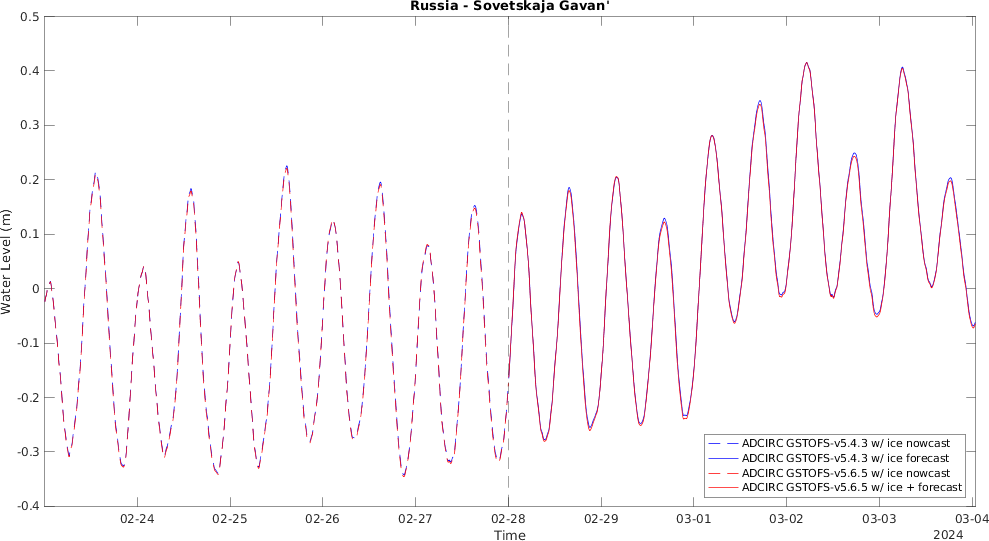 Russia - Sovetskaja Gavan'
0.5
0.4
0.3
0.2
0.1
0
-0.1
-0.2
-0.3
-0.4
Water Level (m)
ADCIRC GSTOFS-v5.4.3 w/ ice nowcast
ADCIRC GSTOFS-v5.4.3 w/ ice forecast
ADCIRC GSTOFS-v5.6.5 w/ ice nowcast
ADCIRC GSTOFS-v5.6.5 w/ ice + forecast
02-24 02-25 02-26 02-27 02-28 02-29 03-01 03-02 03-03 03-04
Time
2024